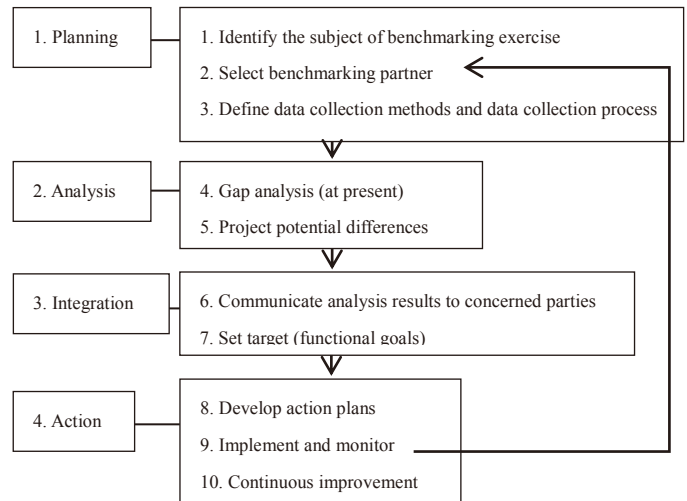 1. Planning
1. Identify the subject of benchmarking exercise
2. Select benchmarking partner
3. Define data collection methods and data collection process
2. Analysis
4. Gap analysis (at present)
5. Project potential differences
3. Integration
6. Communicate analysis results to concerned parties
7. Set target (functional goals)
4. Action
8. Develop action plans
9. Implement and monitor
10. Continuous improvement